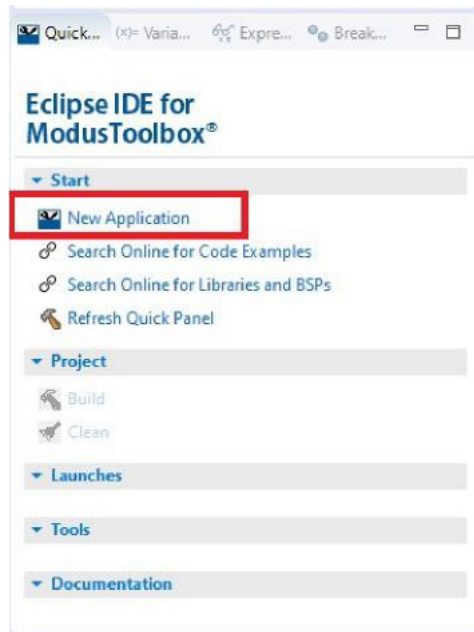 Quick... (x)= Varia... Expre... Break...
Eclipse IDE for
ModusToolbox®
Start
New Application
Search Online for Code Examples
Search Online for Libraries and BSPs
Refresh Quick Panel
Project
Build
Clean
Launches
Tools
Documentation